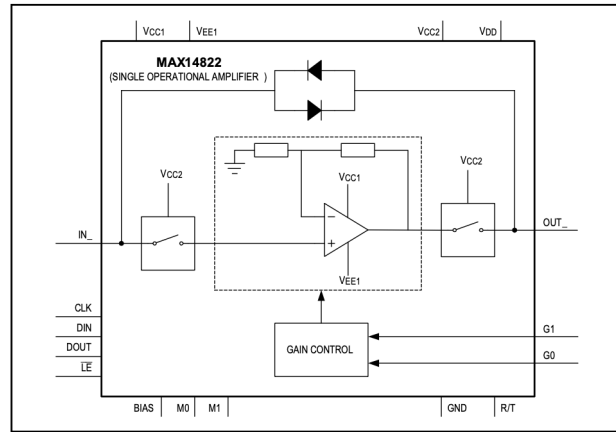 VCC1
VEE1
VCC2
VDD
MAX14822
(SINGLE OPERATIONAL AMPLIFIER )
VCC2
VCC1
VCC2
−
+
IN_
OUT_
VEE1
CLK
DIN
DOUT
LE
GAIN CONTROL
G1
G0
BIAS
M0
M1
GND
R/T